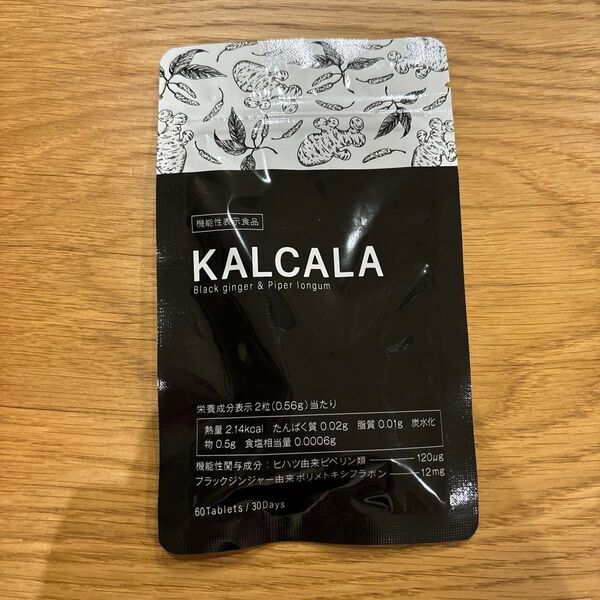 機能性表示食品
KALCALA
Black ginger & Piper longum
栄養成分表示 2粒(0.56g)当たり
熱量 2.14kcal たんぱく質 0.02g 脂質 0.01g 炭水化
物 0.5g 食塩相当量 0.0006g
機能性関与成分:ヒハツ由来ピペリン類 120μg
ブラックジンジャー由来ポリメトキシフラボン 12mg
60Tablets / 30Days